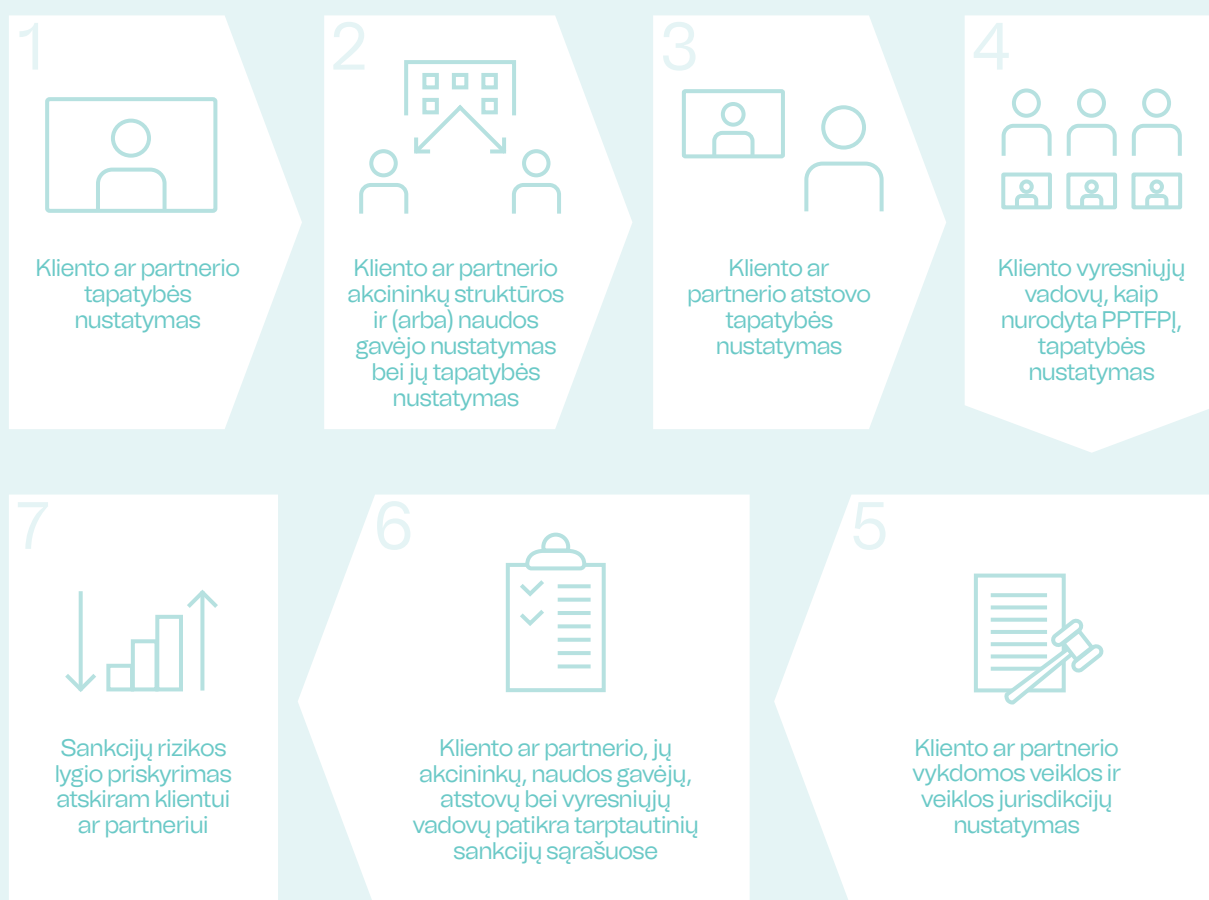 1
Kliento ar partnerio
tapatybės
nustatymas
2
Kliento ar partnerio
akcininkų struktūros
ir (arba) naudos
gavėjo nustatymas
bei jų tapatybės
nustatymas
3
Kliento ar
partnerio atstovo
tapatybės
nustatymas
4
Kliento vyresniųjų
vadovų, kaip
nurodyta PPTFPĮ,
tapatybės
nustatymas
5
Kliento ar partnerio
vykdomos veiklos ir
veiklos jurisdikcijų
nustatymas
6
Kliento ar partnerio, jų
akcininkų, naudos gavėjų,
atstovų bei vyresniųjų
vadovų patikra tarptautinių
sankcijų sąrašuose
7
Sankcijų rizikos
lygio priskyrimas
atskiram klientui
ar partneriui